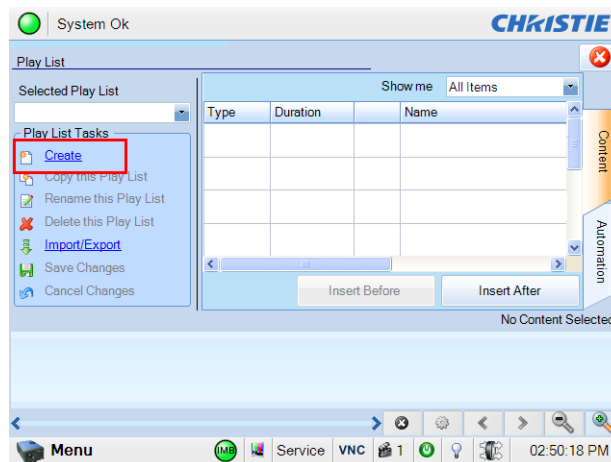 System Ok
CHRISTIE
Play List
Selected Play List
Show me All Items
Type Duration Name
Play List Tasks
Create
Copy this Play List
Rename this Play List
Delete this Play List
Import/Export
Save Changes
Cancel Changes
Content
Automation
Insert Before Insert After
No Content Selected
Menu IMB Service VNC 1 02:50:18 PM